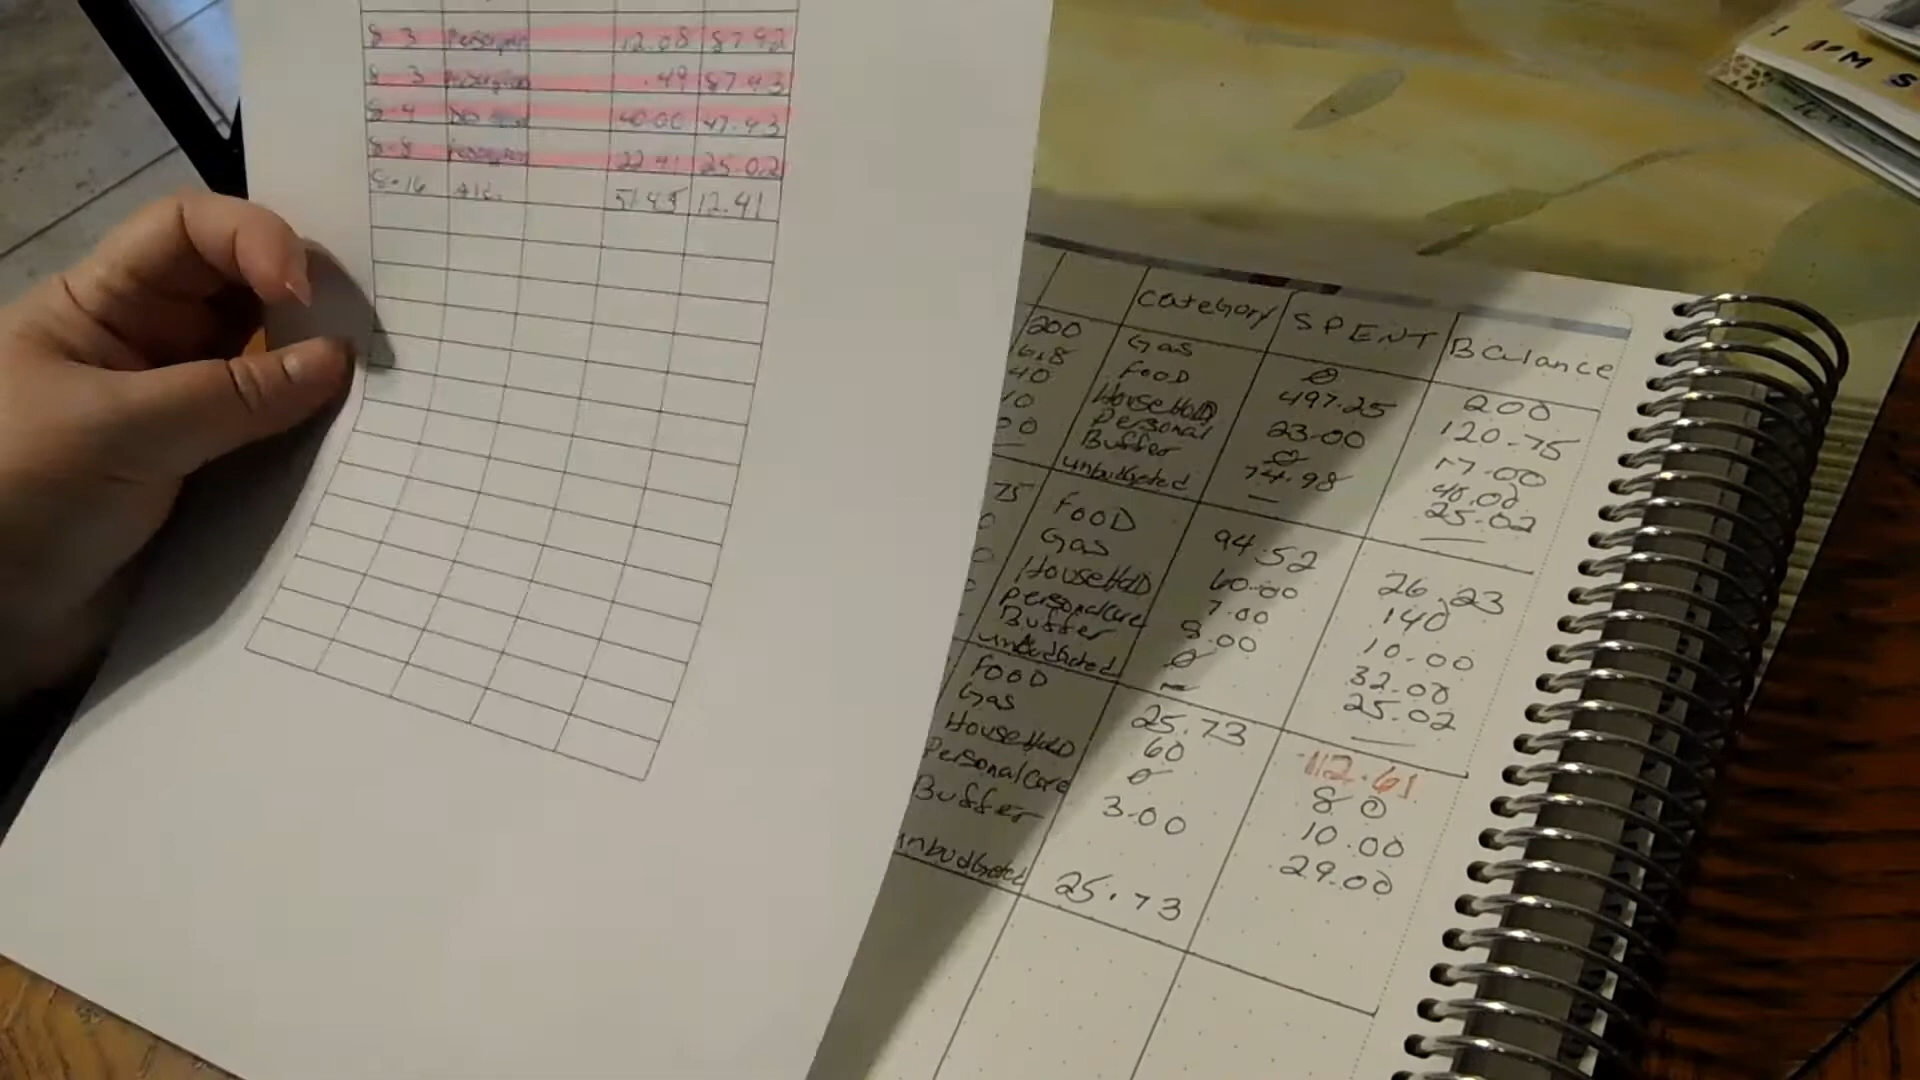 8-3 12.08 87.92
8-3 .49 87.43
8-4 40.00 47.43
8-8 22.41 25.02
8-16 51.45 12.41
I AM S
Category SPENT Balance
200 Gas Ø 200
Food 497.25 120.75
40 Household 23.00 17.00
Personal Ø 40.00
Buffer 74.98 25.02
unbudgeted — —
75 Food 94.52 26.23
Gas 60.00 140
Household 7.00 10.00
Personal Care 8.00 32.00
Buffer Ø 25.02
unbudgeted — —
Food 25.73 112.61
Gas 60 80
Household Ø 10.00
Personal Care 3.00 29.00
Buffer
unbudgeted 25.73